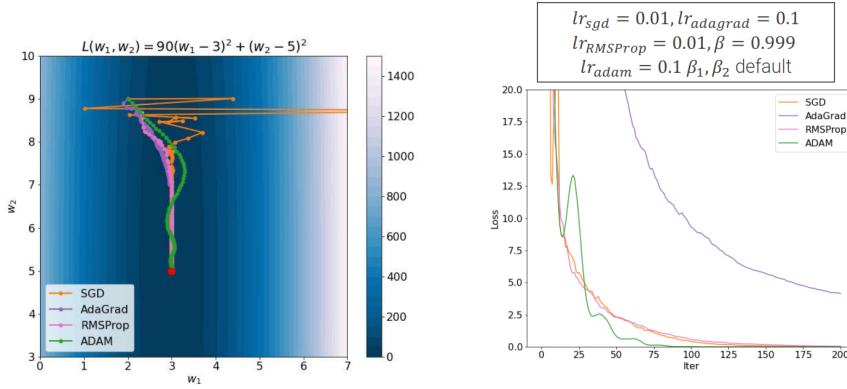 L(w₁, w₂) = 90(w₁ − 3)² + (w₂ − 5)²
10
9
8
7
6
5
4
3
w₂
0 1 2 3 4 5 6 7
w₁
SGD
AdaGrad
RMSProp
ADAM
1400
1200
1000
800
600
400
200
0
lr_sgd = 0.01, lr_adagrad = 0.1
lr_RMSProp = 0.01, β = 0.999
lr_adam = 0.1 β₁, β₂ default
20.0
17.5
15.0
12.5
10.0
7.5
5.0
2.5
0.0
Loss
0 25 50 75 100 125 150 175 200
Iter
SGD
AdaGrad
RMSProp
ADAM